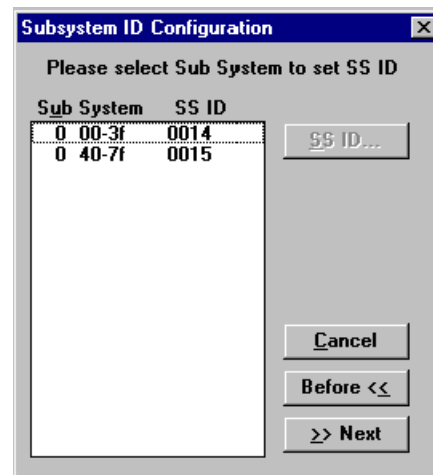 Subsystem ID Configuration
Please select Sub System to set SS ID
Sub System SS ID
0 00-3f 0014
0 40-7f 0015
SS ID...
Cancel
Before <<
>> Next